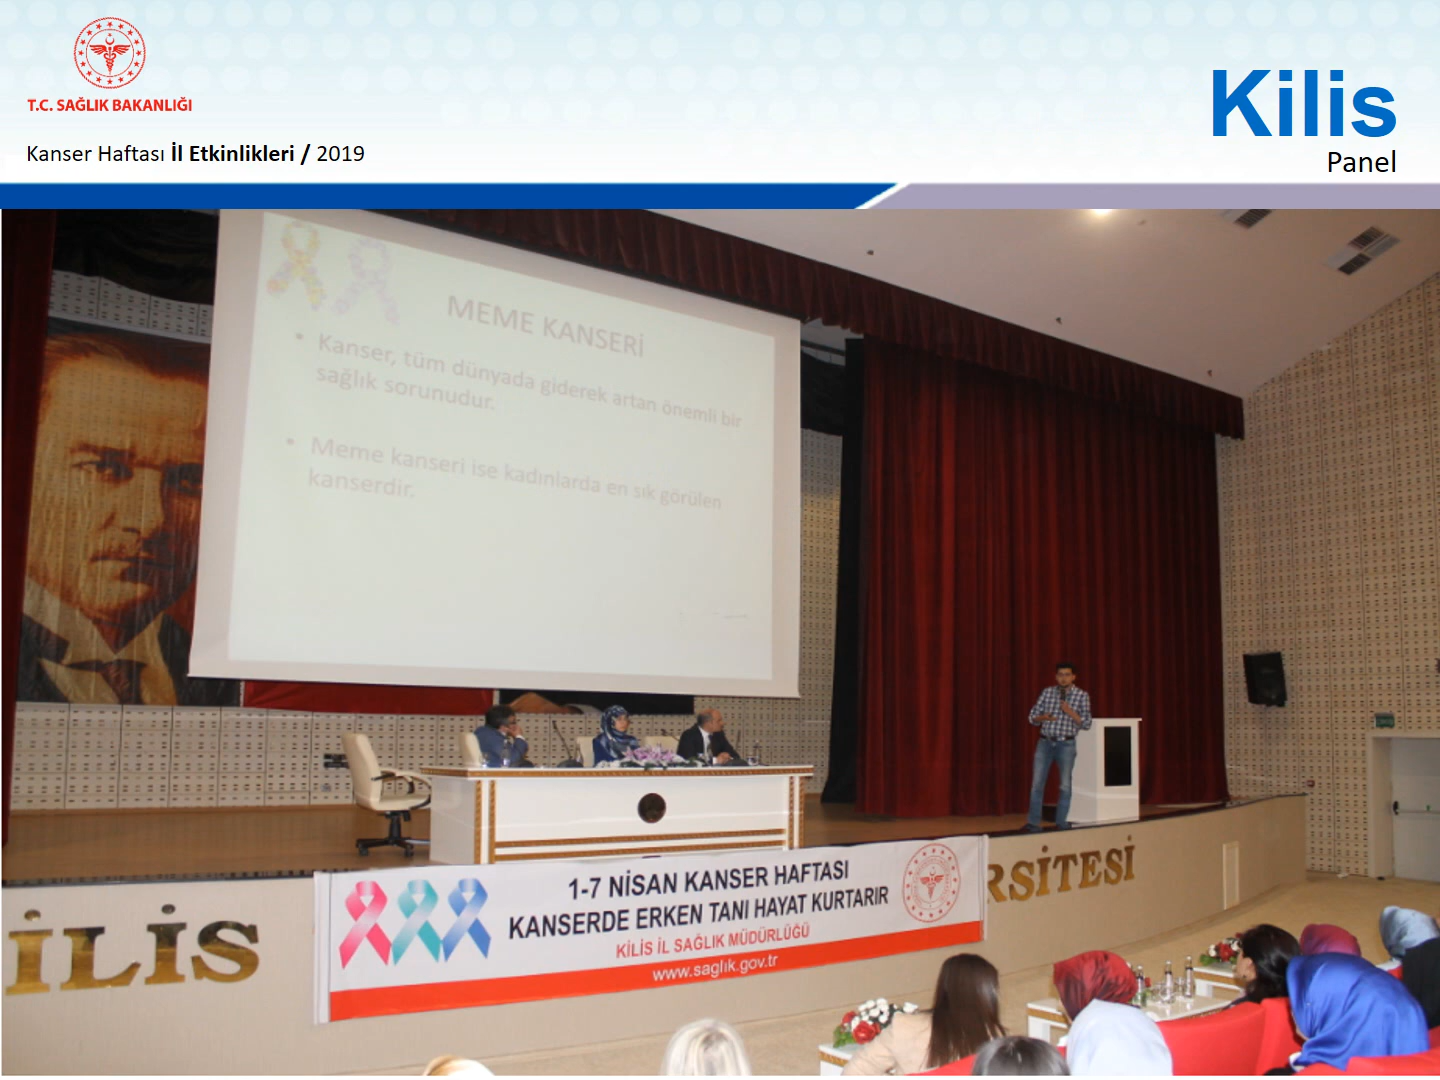 T.C. SAĞLIK BAKANLIĞI
Kanser Haftası İl Etkinlikleri / 2019
Kilis
Panel
MEME KANSERİ
• Kanser, tüm dünyada giderek artan önemli bir
sağlık sorunudur.
• Meme kanseri ise kadınlarda en sık görülen
kanserdir.
1-7 NİSAN KANSER HAFTASI
KANSERDE ERKEN TANI HAYAT KURTARIR
KİLİS İL SAĞLIK MÜDÜRLÜĞÜ
www.saglik.gov.tr
İLİS
RSİTESİ